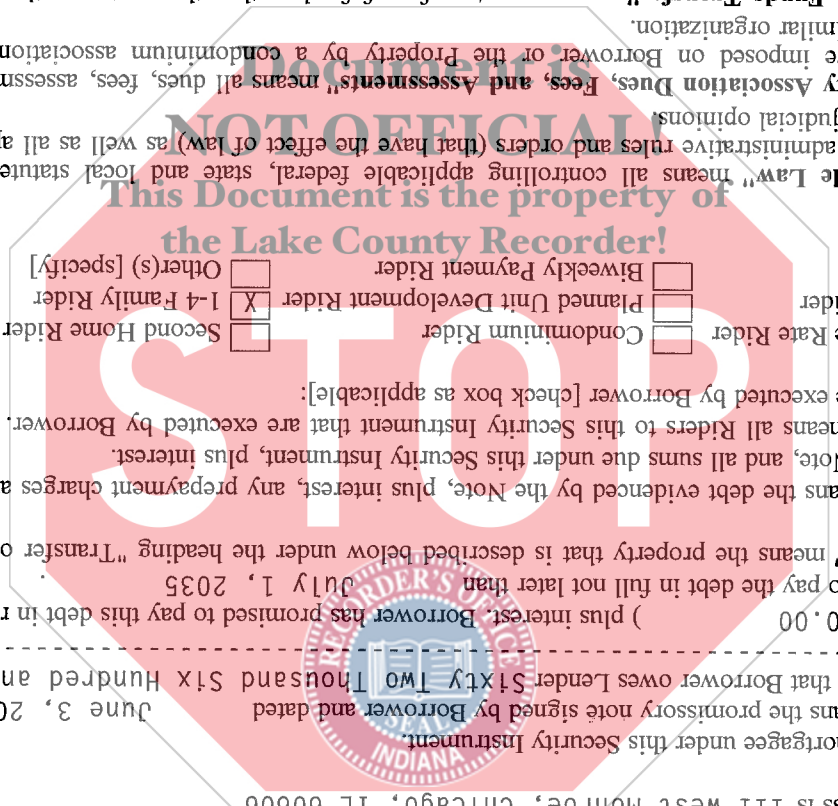 is 111 West Monroe, Chicago, IL 60606
ortgagee under this Security Instrument.
ans the promissory note signed by Borrower and dated June 3, 20
that Borrower owes Lender Sixty Two Thousand Six Hundred an
0.00 ) plus interest. Borrower has promised to pay this debt in r
o pay the debt in full not later than July 1, 2035 .
" means the property that is described below under the heading "Transfer o
ans the debt evidenced by the Note, plus interest, any prepayment charges a
Note, and all sums due under this Security Instrument, plus interest.
means all Riders to this Security Instrument that are executed by Borrower.
e executed by Borrower [check box as applicable]:
e Rate Rider Condominium Rider Second Home Rider
ider Planned Unit Development Rider X 1-4 Family Rider
Biweekly Payment Rider Other(s) [specify]
le Law" means all controlling applicable federal, state and local statute
administrative rules and orders (that have the effect of law) as well as all ap
judicial opinions.
y Association Dues, Fees, and Assessments" means all dues, fees, assessm
e imposed on Borrower or the Property by a condominium association
milar organization.
Funds Transfer"
Document is
NOT OFFICIAL!
This Document is the property of
the Lake County Recorder!
STOP
RECORDER'S OFFICE
SEAL
INDIANA